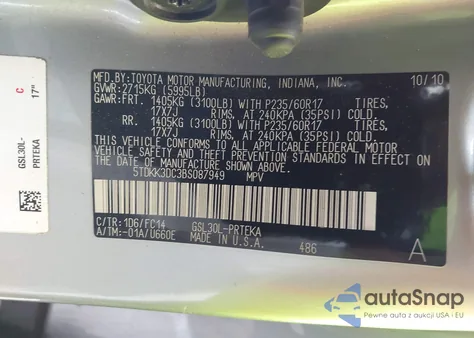 MFD.BY:TOYOTA MOTOR MANUFACTURING, INDIANA, INC. 10/10
GVWR:2715KG(5995LB)
GAWR:FRT. 1405KG(3100LB)WITH P235/60R17 TIRES,
17X7J RIMS, AT 240KPA(35PSI)COLD.
RR. 1405KG(3100LB)WITH P235/60R17 TIRES,
17X7J RIMS, AT 240KPA(35PSI)COLD.
THIS VEHICLE CONFORMS TO ALL APPLICABLE FEDERAL MOTOR
VEHICLE SAFETY AND THEFT PREVENTION STANDARDS IN EFFECT
ON THE DATE OF MANUFACTURE SHOWN ABOVE.
5TDKK3DC3BS087949 MPV
C/TR:1D6/FC14 GSL30L-PRTEKA
A/TM:-01A/U660E MADE IN U.S.A. 486 A
GSL30L-
PRTEKA
C
17"
autoSnap
Pewne auta z dostawą z USA i EU